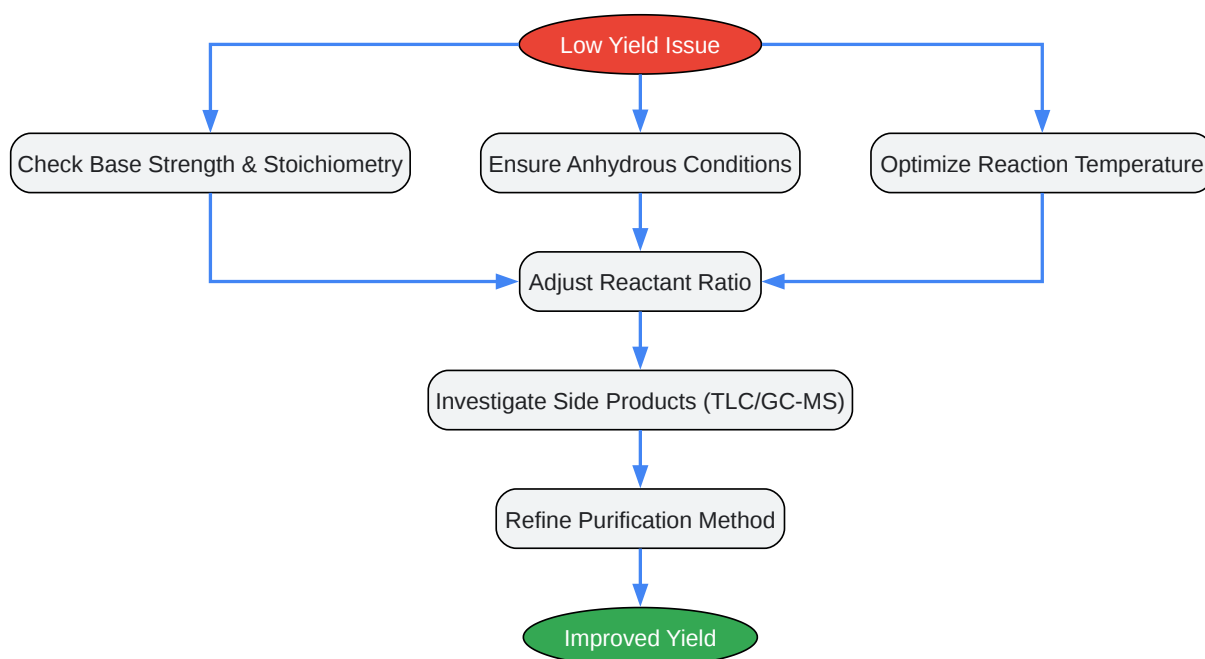 Low Yield Issue
Check Base Strength & Stoichiometry
Ensure Anhydrous Conditions
Optimize Reaction Temperature
Adjust Reactant Ratio
Investigate Side Products (TLC/GC-MS)
Refine Purification Method
Improved Yield